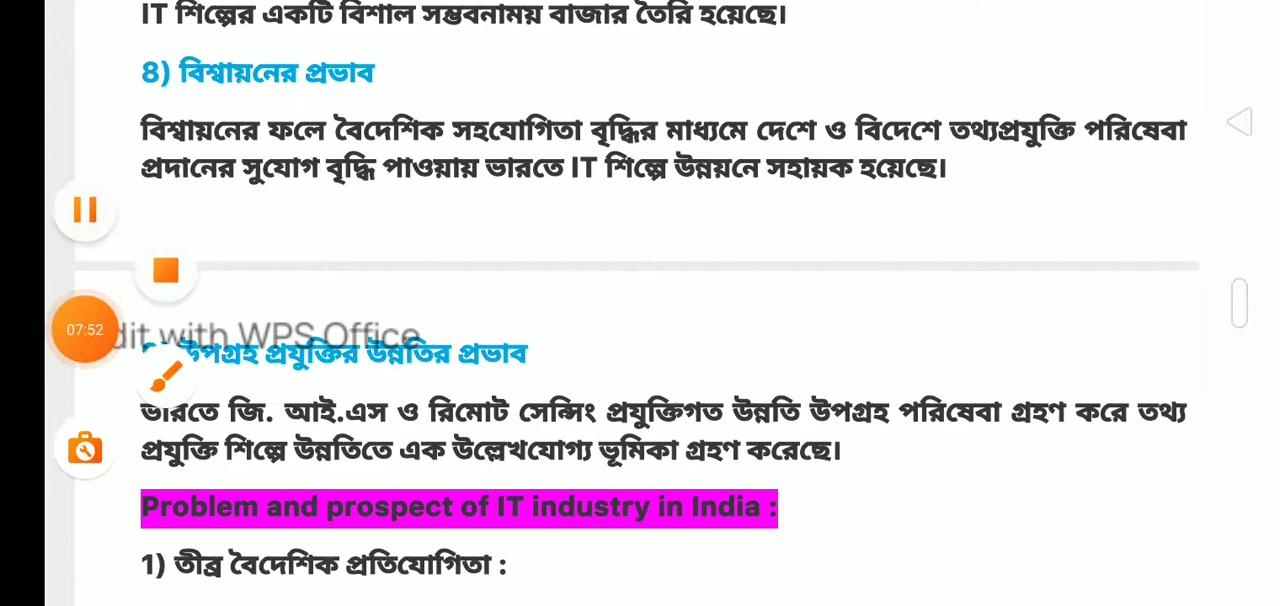 IT শিল্পের একটি বিশাল সম্ভবনাময় বাজার তৈরি হয়েছে।
8) বিশ্বায়নের প্রভাব
বিশ্বায়নের ফলে বৈদেশিক সহযোগিতা বৃদ্ধির মাধ্যমে দেশে ও বিদেশে তথ্যপ্রযুক্তি পরিষেবা
প্রদানের সুযোগ বৃদ্ধি পাওয়ায় ভারতে IT শিল্পে উন্নয়নে সহায়ক হয়েছে।
07:52
dit with WPS Office
উপগ্রহ প্রযুক্তির উন্নতির প্রভাব
ভারতে জি. আই.এস ও রিমোট সেন্সিং প্রযুক্তিগত উন্নতি উপগ্রহ পরিষেবা গ্রহণ করে তথ্য
প্রযুক্তি শিল্পে উন্নতিতে এক উল্লেখযোগ্য ভূমিকা গ্রহণ করেছে।
Problem and prospect of IT industry in India :
1) তীব্র বৈদেশিক প্রতিযোগিতা :